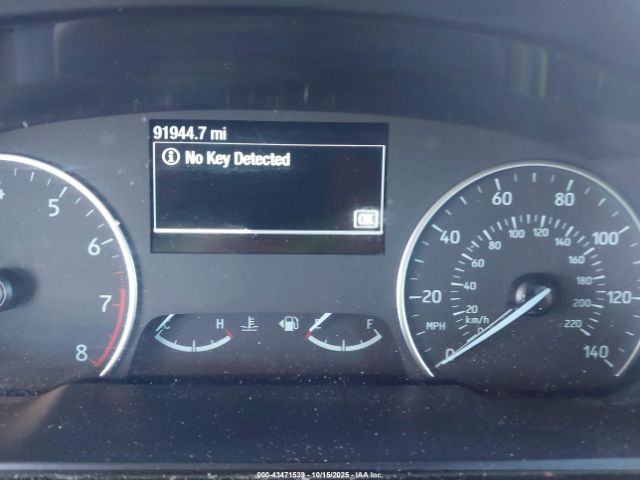 91944.7 mi
No Key Detected
OK
4 5 6 7 8
C H
E F
0 20 40 60 80 100 120 140
MPH
0 20 40 60 80 100 120 140 160 180 200 220
km/h
000-43471539 - 10/15/2025 - IAA Inc.